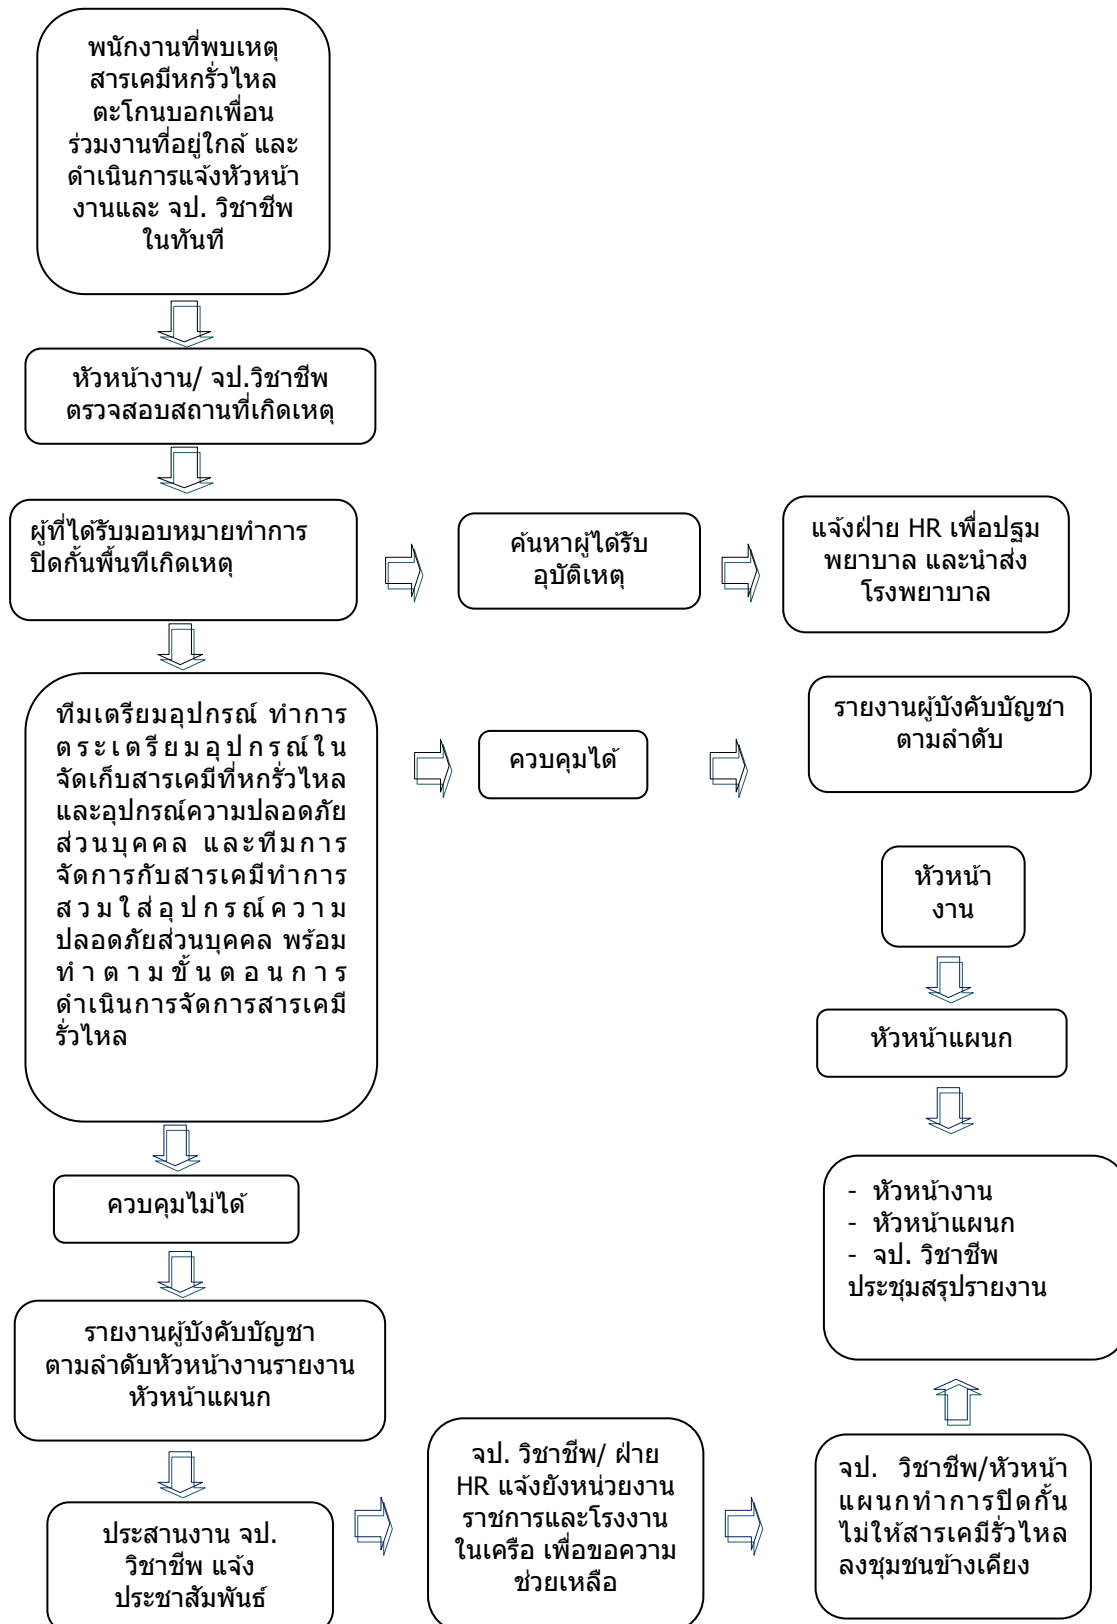 พนักงานที่พบเหตุ
สารเคมีหกรั่วไหล
ตะโกนบอกเพื่อน
ร่วมงานที่อยู่ใกล้ และ
ดำเนินการแจ้งหัวหน้า
งานและ จป. วิชาชีพ
ในทันที
หัวหน้างาน/ จป.วิชาชีพ
ตรวจสอบสถานที่เกิดเหตุ
ผู้ที่ได้รับมอบหมายทำการ
ปิดกั้นพื้นที่เกิดเหตุ
ค้นหาผู้ได้รับ
อุบัติเหตุ
แจ้งฝ่าย HR เพื่อปฐม
พยาบาล และนำส่ง
โรงพยาบาล
ทีมเตรียมอุปกรณ์ ทำการ
ตระเตรียมอุปกรณ์ใน
จัดเก็บสารเคมีที่หกรั่วไหล
และอุปกรณ์ความปลอดภัย
ส่วนบุคคล และทีมการ
จัดการกับสารเคมีทำการ
สวมใส่อุปกรณ์ความ
ปลอดภัยส่วนบุคคล พร้อม
ทำตามขั้นตอนการ
ดำเนินการจัดการสารเคมี
รั่วไหล
ควบคุมได้
รายงานผู้บังคับบัญชา
ตามลำดับ
หัวหน้า
งาน
หัวหน้าแผนก
- หัวหน้างาน
- หัวหน้าแผนก
- จป. วิชาชีพ
ประชุมสรุปรายงาน
ควบคุมไม่ได้
รายงานผู้บังคับบัญชา
ตามลำดับหัวหน้างานรายงาน
หัวหน้าแผนก
ประสานงาน จป.
วิชาชีพ แจ้ง
ประชาสัมพันธ์
จป. วิชาชีพ/ ฝ่าย
HR แจ้งยังหน่วยงาน
ราชการและโรงงาน
ในเครือ เพื่อขอความ
ช่วยเหลือ
จป. วิชาชีพ/หัวหน้า
แผนกทำการปิดกั้น
ไม่ให้สารเคมีรั่วไหล
ลงชุมชนข้างเคียง